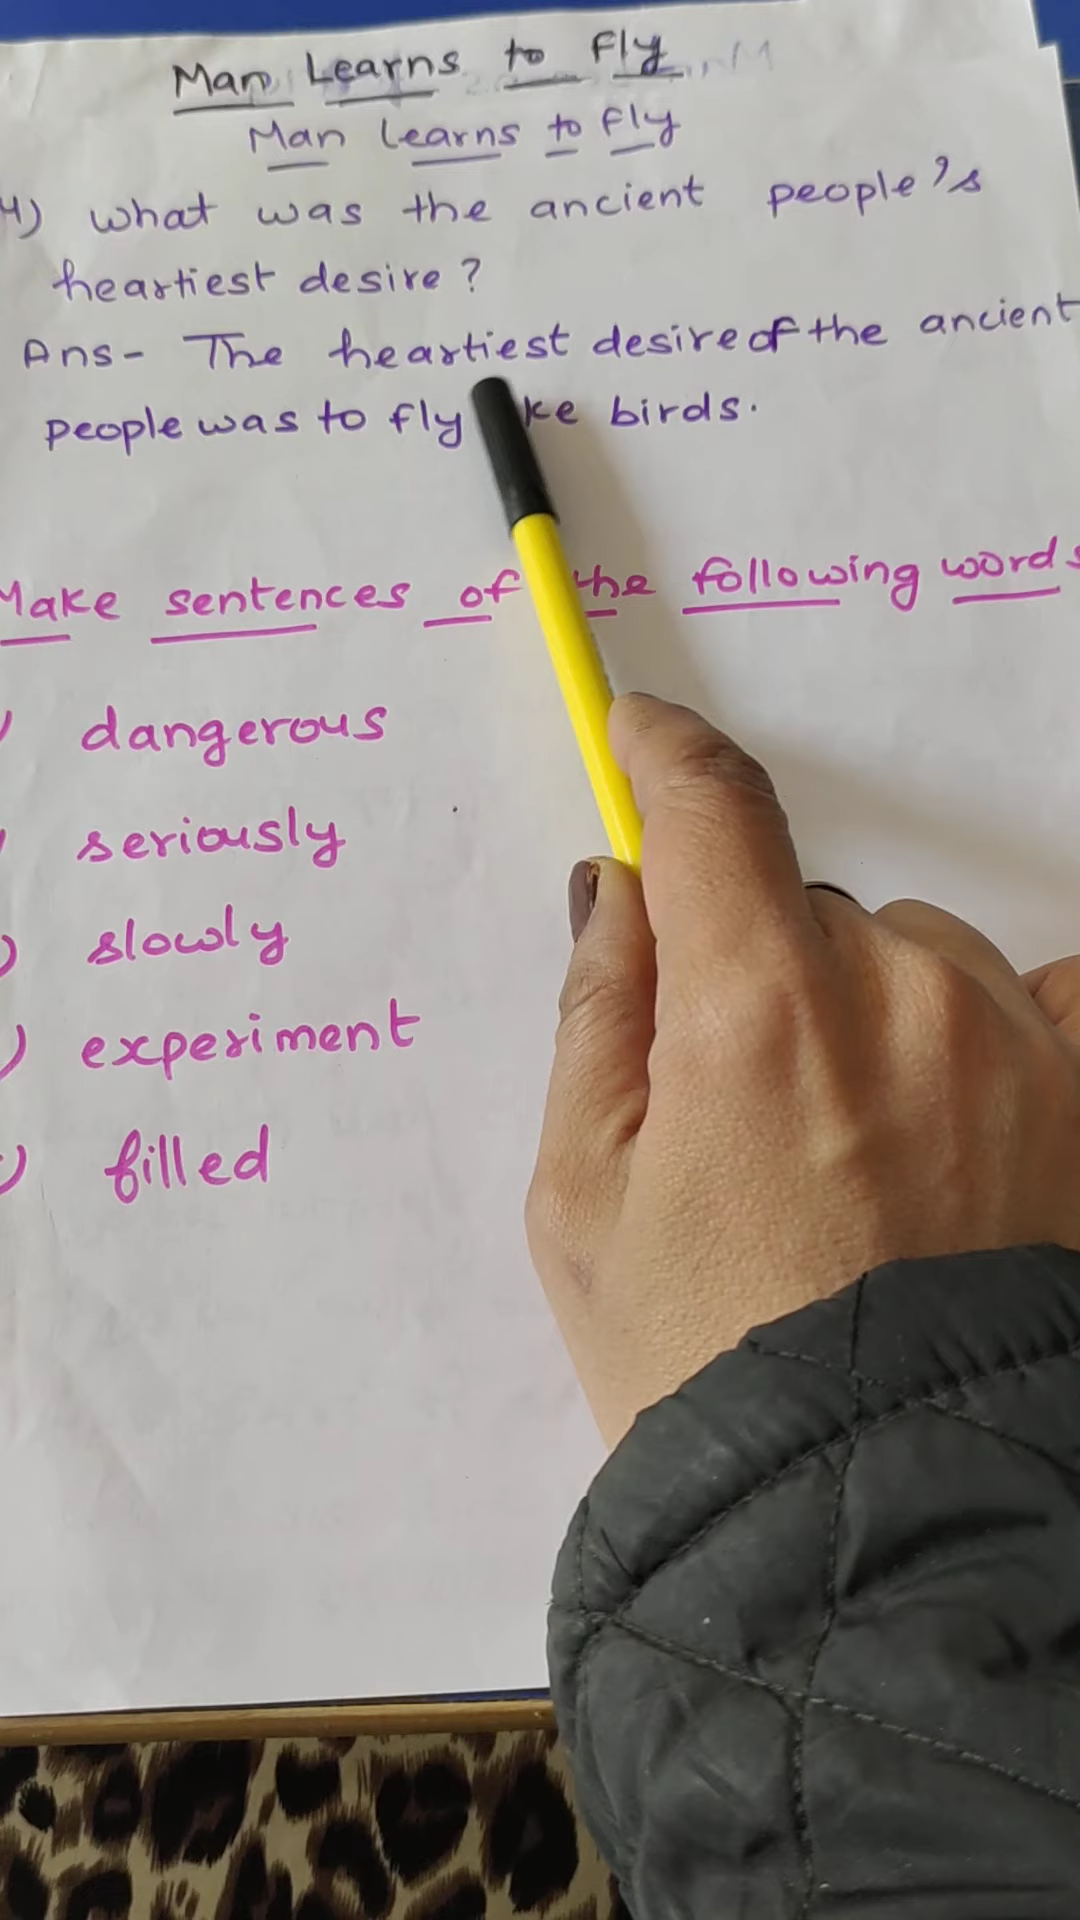 Man Learns to Fly
Man Learns to Fly
4) What was the ancient people's
heartiest desire?
Ans- The heartiest desire of the ancient
people was to fly birds.
Make sentences of the following words
dangerous
seriously
slowly
experiment
filled